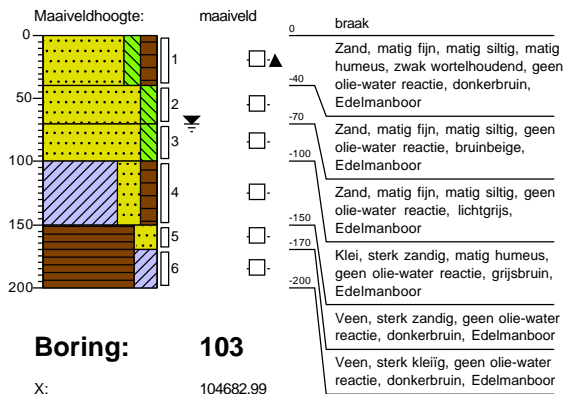 Maaiveldhoogte: maaiveld
0
50
100
150
200
1
2
3
4
5
6
0
braak
Zand, matig fijn, matig siltig, matig
humeus, zwak wortelhoudend, geen
olie-water reactie, donkerbruin,
Edelmanboor
-40
Zand, matig fijn, matig siltig, geen
olie-water reactie, bruinbeige,
Edelmanboor
-70
Zand, matig fijn, matig siltig, geen
olie-water reactie, lichtgrijs,
Edelmanboor
-100
Klei, sterk zandig, matig humeus,
geen olie-water reactie, grijsbruin,
Edelmanboor
-150
Veen, sterk zandig, geen olie-water
reactie, donkerbruin, Edelmanboor
-170
Veen, sterk kleiïg, geen olie-water
reactie, donkerbruin, Edelmanboor
-200
Boring: 103
X: 104682.99